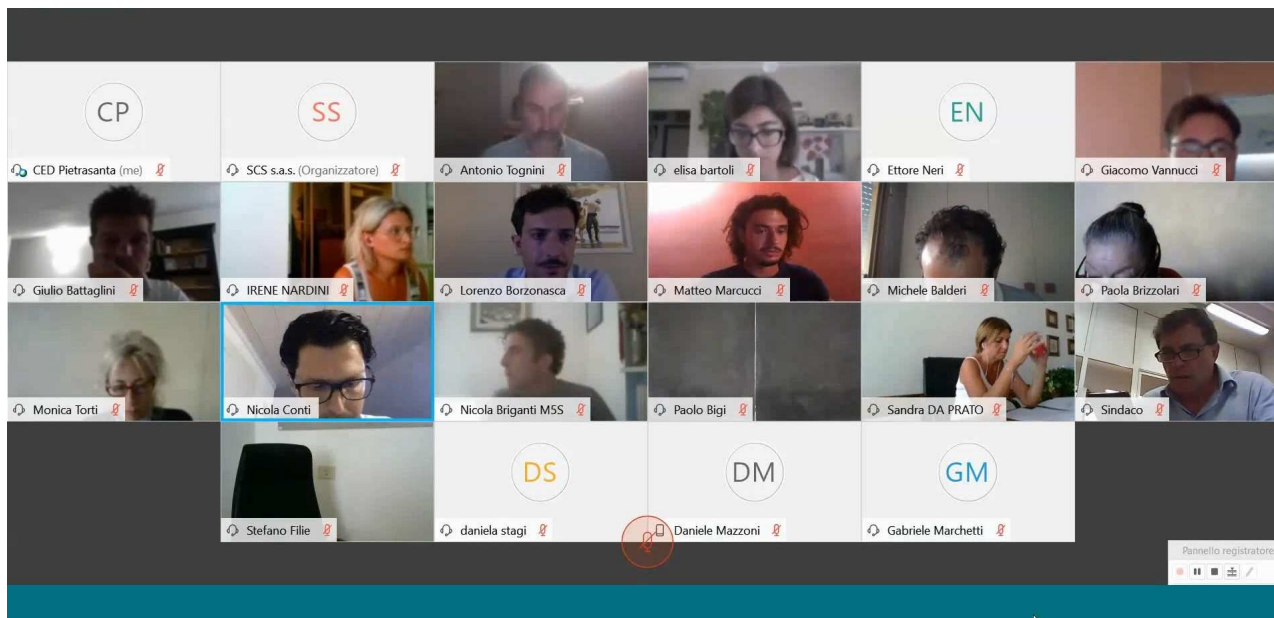 CP
SS
EN
CED Pietrasanta (me)
SCS s.a.s. (Organizzatore)
Antonio Tognini
elisa bartoli
Ettore Neri
Giacomo Vannucci
Giulio Battaglini
IRENE NARDINI
Lorenzo Borzonasca
Matteo Marcucci
Michele Balderi
Paola Brizzolari
Monica Torti
Nicola Conti
Nicola Briganti M5S
Paolo Bigi
Sandra DA PRATO
Sindaco
DS
DM
GM
Stefano Filie
daniela stagi
Daniele Mazzoni
Gabriele Marchetti
Pannello registratore